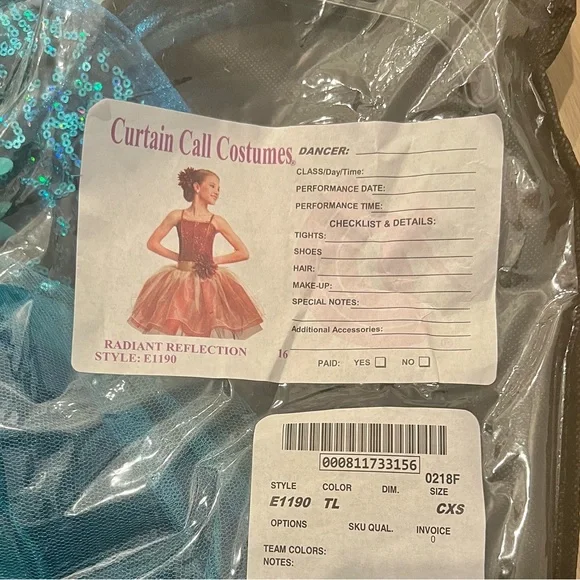 Curtain Call Costumes®
DANCER:
CLASS/Day/Time:
PERFORMANCE DATE:
PERFORMANCE TIME:
CHECKLIST & DETAILS:
TIGHTS:
SHOES
HAIR:
MAKE-UP:
SPECIAL NOTES:
Additional Accessories:
RADIANT REFLECTION
STYLE: E1190
16
PAID: YES NO
000811733156
0218F
STYLE COLOR DIM. SIZE
E1190 TL CXS
OPTIONS SKU QUAL. INVOICE
0
TEAM COLORS:
NOTES: